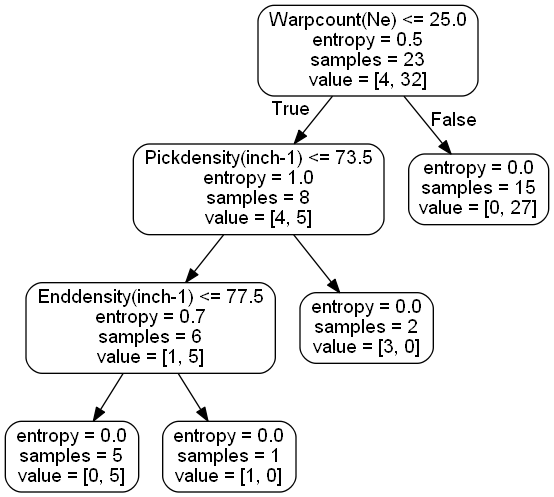 Warpcount(Ne) <= 25.0
entropy = 0.5
samples = 23
value = [4, 32]
True
False
Pickdensity(inch-1) <= 73.5
entropy = 1.0
samples = 8
value = [4, 5]
entropy = 0.0
samples = 15
value = [0, 27]
Enddensity(inch-1) <= 77.5
entropy = 0.7
samples = 6
value = [1, 5]
entropy = 0.0
samples = 2
value = [3, 0]
entropy = 0.0
samples = 5
value = [0, 5]
entropy = 0.0
samples = 1
value = [1, 0]